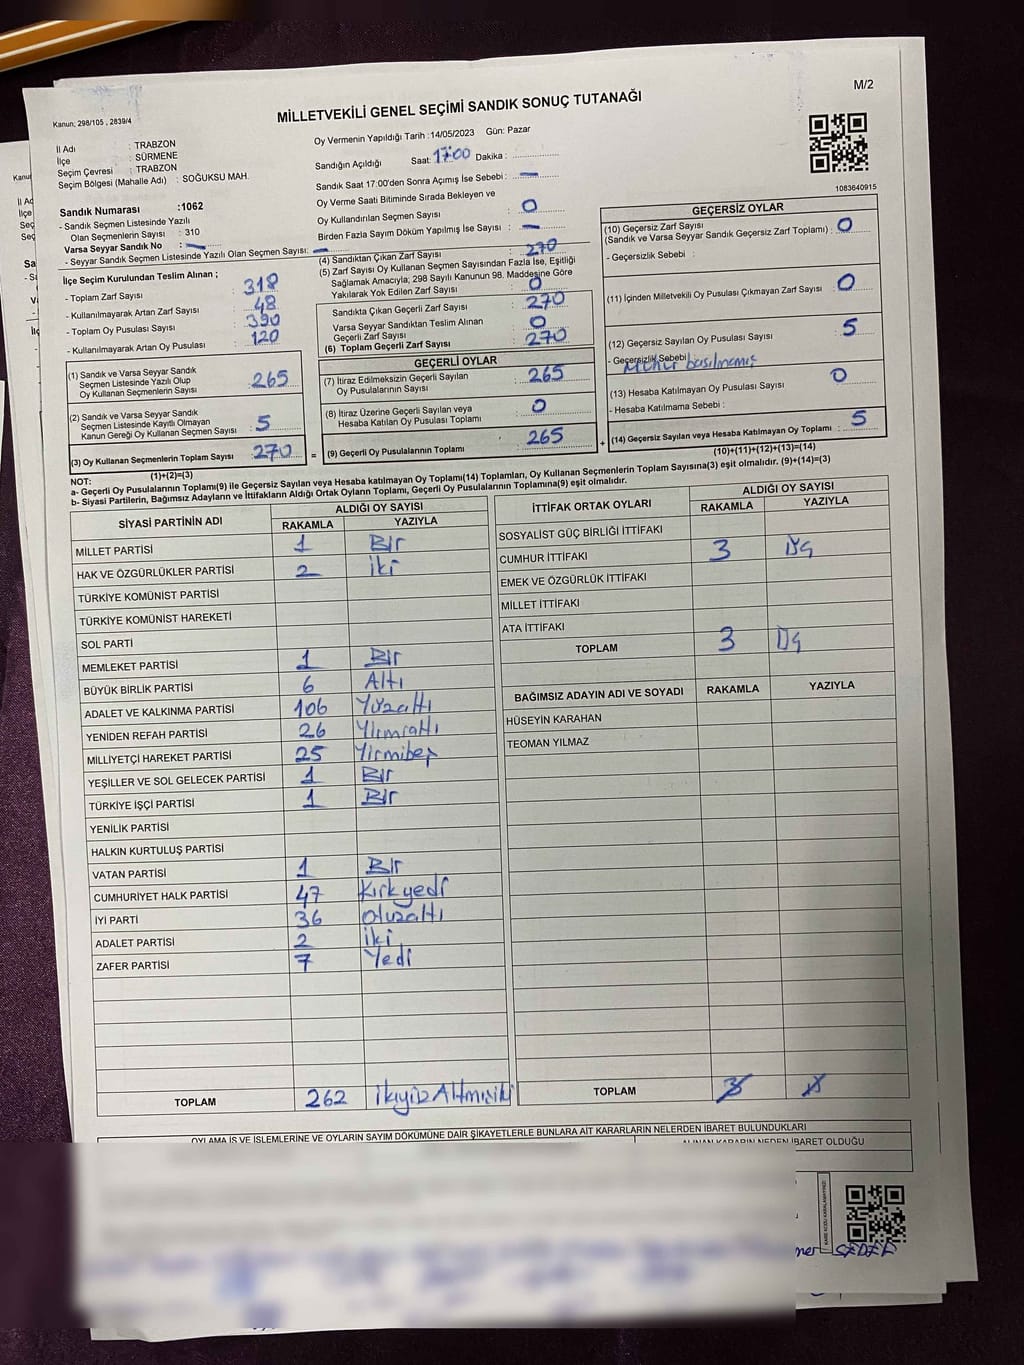 M/2
Kanun; 298/105 , 2839/4
MİLLETVEKİLİ GENEL SEÇİMİ SANDIK SONUÇ TUTANAĞI
İl Adı : TRABZON
İlçe : SÜRMENE
Seçim Çevresi : TRABZON
Seçim Bölgesi (Mahalle Adı) : SOĞUKSU MAH.
Oy Vermenin Yapıldığı Tarih :14/05/2023 Gün: Pazar
Sandığın Açıldığı Saat: 17:00 Dakika :
Sandık Saat 17:00'den Sonra Açılmış İse Sebebi : —
Oy Verme Saati Bitiminde Sırada Bekleyen ve
Oy Kullandırılan Seçmen Sayısı : 0
Birden Fazla Sayım Döküm Yapılmış İse Sayısı : —
1083640915
Sandık Numarası :1062
- Sandık Seçmen Listesinde Yazılı
Olan Seçmenlerin Sayısı : 310
Varsa Seyyar Sandık No : —
- Seyyar Sandık Seçmen Listesinde Yazılı Olan Seçmen Sayısı: —
İlçe Seçim Kurulundan Teslim Alınan ;
- Toplam Zarf Sayısı : 318
- Kullanılmayarak Artan Zarf Sayısı : 48
- Toplam Oy Pusulası Sayısı : 390
- Kullanılmayarak Artan Oy Pusulası : 120
(1) Sandık ve Varsa Seyyar Sandık
Seçmen Listesinde Yazılı Olup
Oy Kullanan Seçmenlerin Sayısı : 265
(2) Sandık ve Varsa Seyyar Sandık
Seçmen Listesinde Kayıtlı Olmayan
Kanun Gereği Oy Kullanan Seçmen Sayısı : 5
(3) Oy Kullanan Seçmenlerin Toplam Sayısı : 270
(1)+(2)=(3)
(4) Sandıktan Çıkan Zarf Sayısı : 270
(5) Zarf Sayısı Oy Kullanan Seçmen Sayısından Fazla İse, Eşitliği
Sağlamak Amacıyla; 298 Sayılı Kanunun 98. Maddesine Göre
Yakılarak Yok Edilen Zarf Sayısı : 0
Sandıkta Çıkan Geçerli Zarf Sayısı : 270
Varsa Seyyar Sandıktan Teslim Alınan
Geçerli Zarf Sayısı : 0
(6) Toplam Geçerli Zarf Sayısı : 270
GEÇERLİ OYLAR
(7) İtiraz Edilmeksizin Geçerli Sayılan
Oy Pusulalarının Sayısı : 265
(8) İtiraz Üzerine Geçerli Sayılan veya
Hesaba Katılan Oy Pusulası Toplamı : 0
= (9) Geçerli Oy Pusulalarının Toplamı : 265 +
GEÇERSİZ OYLAR
(10) Geçersiz Zarf Sayısı
(Sandık ve Varsa Seyyar Sandık Geçersiz Zarf Toplamı) : 0
- Geçersizlik Sebebi :
(11) İçinden Milletvekili Oy Pusulası Çıkmayan Zarf Sayısı : 0
(12) Geçersiz Sayılan Oy Pusulası Sayısı : 5
- Geçersizlik Sebebi : Mühür basılmamış
(13) Hesaba Katılmayan Oy Pusulası Sayısı : 0
- Hesaba Katılmama Sebebi :
(14) Geçersiz Sayılan veya Hesaba Katılmayan Oy Toplamı : 5
(10)+(11)+(12)+(13)=(14)
NOT:
a- Geçerli Oy Pusulalarının Toplamı(9) ile Geçersiz Sayılan veya Hesaba Katılmayan Oy Toplamı(14) Toplamları, Oy Kullanan Seçmenlerin Toplam Sayısına(3) eşit olmalıdır. (9)+(14)=(3)
b- Siyasi Partilerin, Bağımsız Adayların ve İttifakların Aldığı Ortak Oyların Toplamı, Geçerli Oy Pusulalarının Toplamına(9) eşit olmalıdır.
SİYASİ PARTİNİN ADI ALDIĞI OY SAYISI
RAKAMLA YAZIYLA
MİLLET PARTİSİ 1 Bir
HAK VE ÖZGÜRLÜKLER PARTİSİ 2 İki
TÜRKİYE KOMÜNİST PARTİSİ
TÜRKİYE KOMÜNİST HAREKETİ
SOL PARTİ
MEMLEKET PARTİSİ 1 Bir
BÜYÜK BİRLİK PARTİSİ 6 Altı
ADALET VE KALKINMA PARTİSİ 106 Yüzaltı
YENİDEN REFAH PARTİSİ 26 Yirmialtı
MİLLİYETÇİ HAREKET PARTİSİ 25 Yirmibeş
YEŞİLLER VE SOL GELECEK PARTİSİ 1 Bir
TÜRKİYE İŞÇİ PARTİSİ 1 Bir
YENİLİK PARTİSİ
HALKIN KURTULUŞ PARTİSİ
VATAN PARTİSİ 1 Bir
CUMHURİYET HALK PARTİSİ 47 Kırkyedi
İYİ PARTİ 36 otuzaltı
ADALET PARTİSİ 2 İki
ZAFER PARTİSİ 7 Yedi
TOPLAM 262 İkiyüzAltmışiki
İTTİFAK ORTAK OYLARI ALDIĞI OY SAYISI
RAKAMLA YAZIYLA
SOSYALİST GÜÇ BİRLİĞİ İTTİFAKI
CUMHUR İTTİFAKI 3 Üç
EMEK VE ÖZGÜRLÜK İTTİFAKI
MİLLET İTTİFAKI
ATA İTTİFAKI
TOPLAM 3 Üç
BAĞIMSIZ ADAYIN ADI VE SOYADI RAKAMLA YAZIYLA
HÜSEYİN KARAHAN
TEOMAN YILMAZ
TOPLAM
OYLAMA İŞ VE İŞLEMLERİNE VE OYLARIN SAYIM DÖKÜMÜNE DAİR ŞİKAYETLERLE BUNLARA AİT KARARLARIN NELERDEN İBARET BULUNDUKLARI
ALINAN KARARIN NEDEN İBARET OLDUĞU